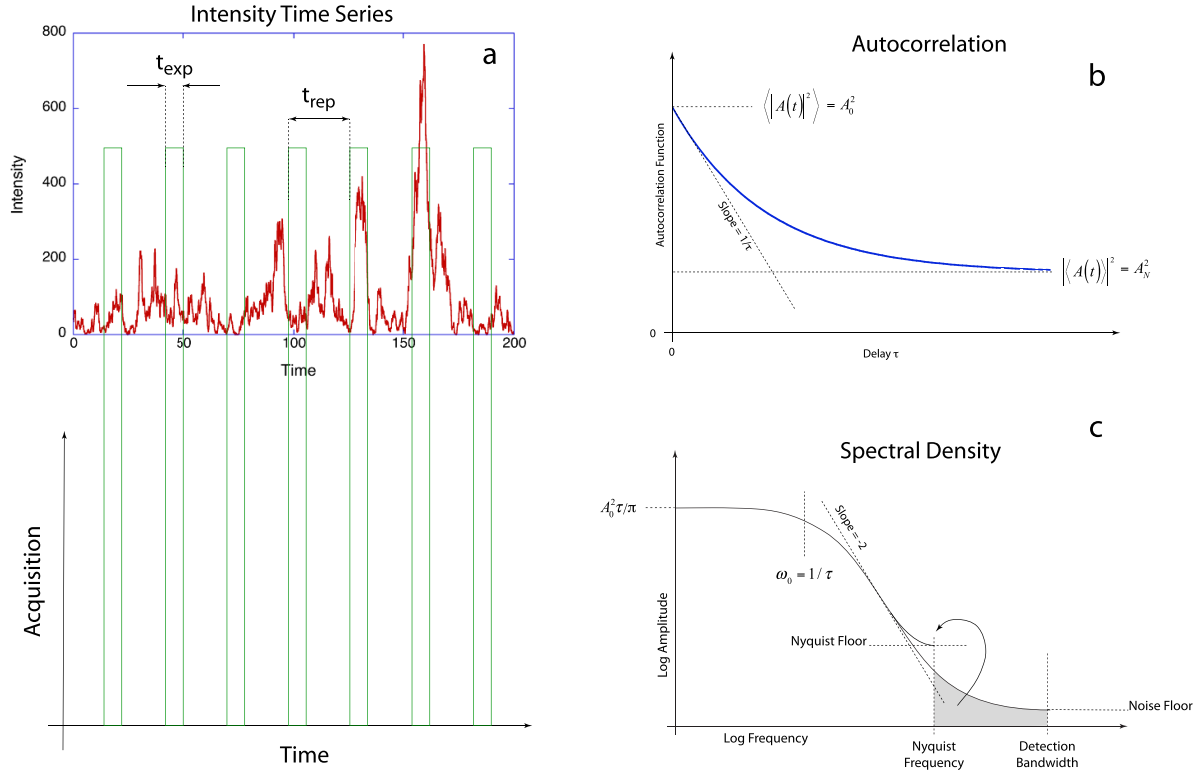 Intensity Time Series
a
800
600
400
200
0
Intensity
t_exp
t_rep
0
50
100
150
200
Time
Acquisition
Time
Autocorrelation
b
⟨|A(t)|²⟩ = A₀²
Autocorrelation Function
Slope = 1/τ
|⟨A(t)⟩|² = A_N²
0
0
Delay τ
c
Spectral Density
A₀²τ/π
Slope = -2
ω₀ = 1/τ
Log Amplitude
Nyquist Floor
Noise Floor
Log Frequency
Nyquist
Frequency
Detection
Bandwidth